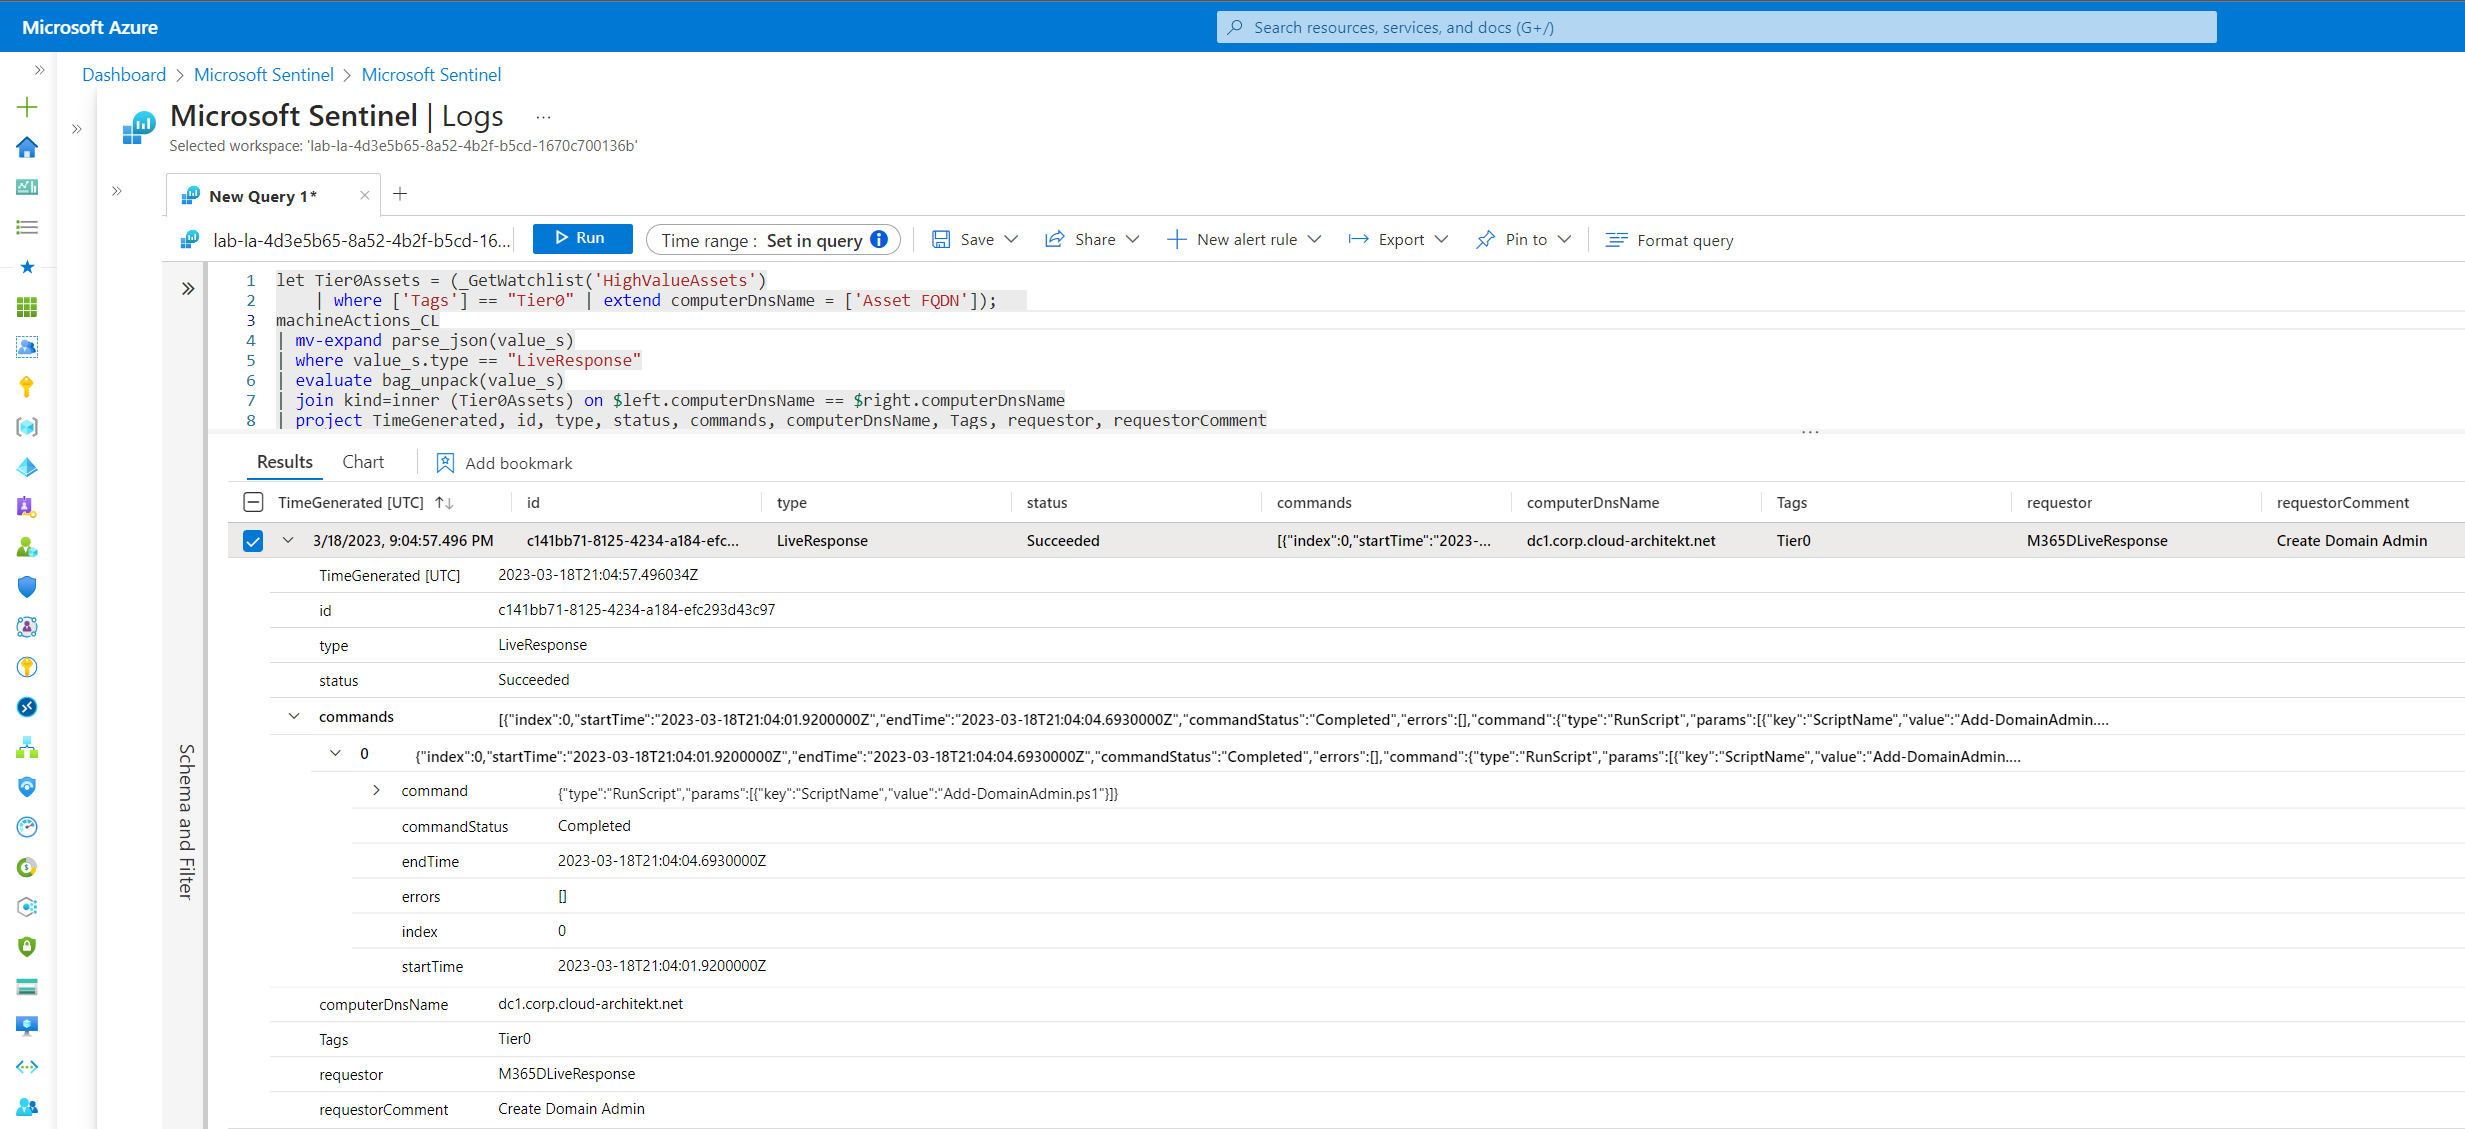 Microsoft Azure
Search resources, services, and docs (G+/)
Dashboard > Microsoft Sentinel > Microsoft Sentinel
Microsoft Sentinel | Logs ...
Selected workspace: 'lab-la-4d3e5b65-8a52-4b2f-b5cd-1670c700136b'
New Query 1*
lab-la-4d3e5b65-8a52-4b2f-b5cd-16... Run Time range : Set in query Save Share New alert rule Export Pin to Format query
1 let Tier0Assets = (_GetWatchlist('HighValueAssets')
2 | where ['Tags'] == "Tier0" | extend computerDnsName = ['Asset FQDN']);
3 machineActions_CL
4 | mv-expand parse_json(value_s)
5 | where value_s.type == "LiveResponse"
6 | evaluate bag_unpack(value_s)
7 | join kind=inner (Tier0Assets) on $left.computerDnsName == $right.computerDnsName
8 | project TimeGenerated, id, type, status, commands, computerDnsName, Tags, requestor, requestorComment
Schema and Filter
Results Chart Add bookmark
TimeGenerated [UTC] id type status commands computerDnsName Tags requestor requestorComment
3/18/2023, 9:04:57.496 PM c141bb71-8125-4234-a184-efc... LiveResponse Succeeded [{"index":0,"startTime":"2023-... dc1.corp.cloud-architekt.net Tier0 M365DLiveResponse Create Domain Admin
TimeGenerated [UTC] 2023-03-18T21:04:57.496034Z
id c141bb71-8125-4234-a184-efc293d43c97
type LiveResponse
status Succeeded
commands [{"index":0,"startTime":"2023-03-18T21:04:01.9200000Z","endTime":"2023-03-18T21:04:04.6930000Z","commandStatus":"Completed","errors":[],"command":{"type":"RunScript","params":[{"key":"ScriptName","value":"Add-DomainAdmin....
0 {"index":0,"startTime":"2023-03-18T21:04:01.9200000Z","endTime":"2023-03-18T21:04:04.6930000Z","commandStatus":"Completed","errors":[],"command":{"type":"RunScript","params":[{"key":"ScriptName","value":"Add-DomainAdmin....
command {"type":"RunScript","params":[{"key":"ScriptName","value":"Add-DomainAdmin.ps1"}]}
commandStatus Completed
endTime 2023-03-18T21:04:04.6930000Z
errors []
index 0
startTime 2023-03-18T21:04:01.9200000Z
computerDnsName dc1.corp.cloud-architekt.net
Tags Tier0
requestor M365DLiveResponse
requestorComment Create Domain Admin